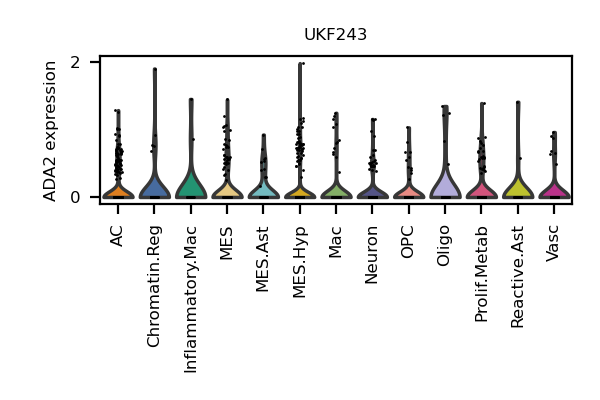 UKF243
ADA2 expression
2
0
AC
Chromatin.Reg
Inflammatory.Mac
MES
MES.Ast
MES.Hyp
Mac
Neuron
OPC
Oligo
Prolif.Metab
Reactive.Ast
Vasc